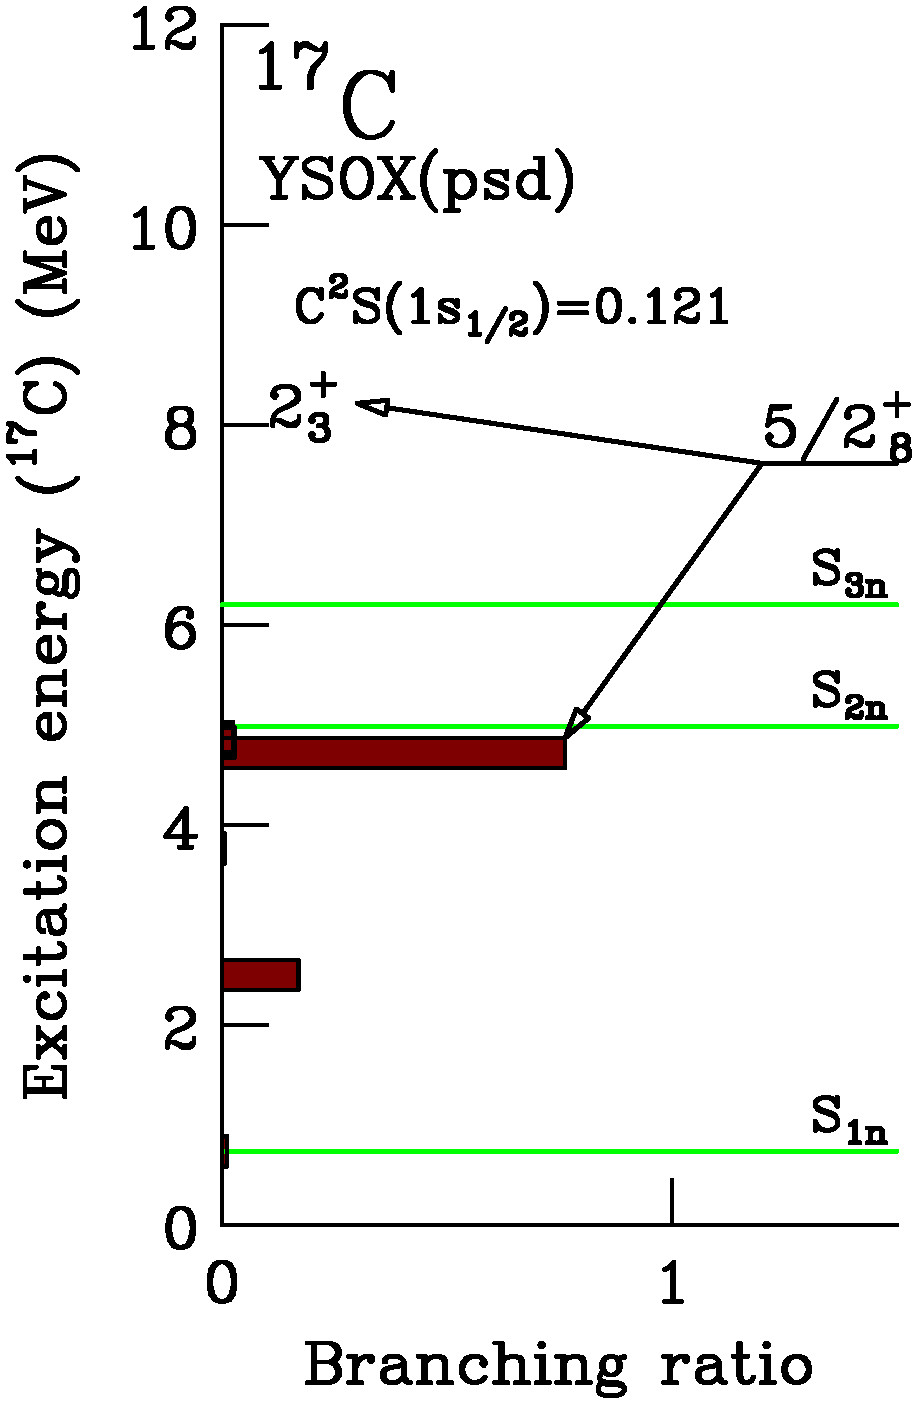 12
¹⁷C
YSOX(psd)
10
C²S(1s₁/₂)=0.121
2₃⁺
5/2₈⁺
8
S₃ₙ
6
S₂ₙ
4
2
S₁ₙ
0
0 1
Branching ratio
Excitation energy (¹⁷C) (MeV)